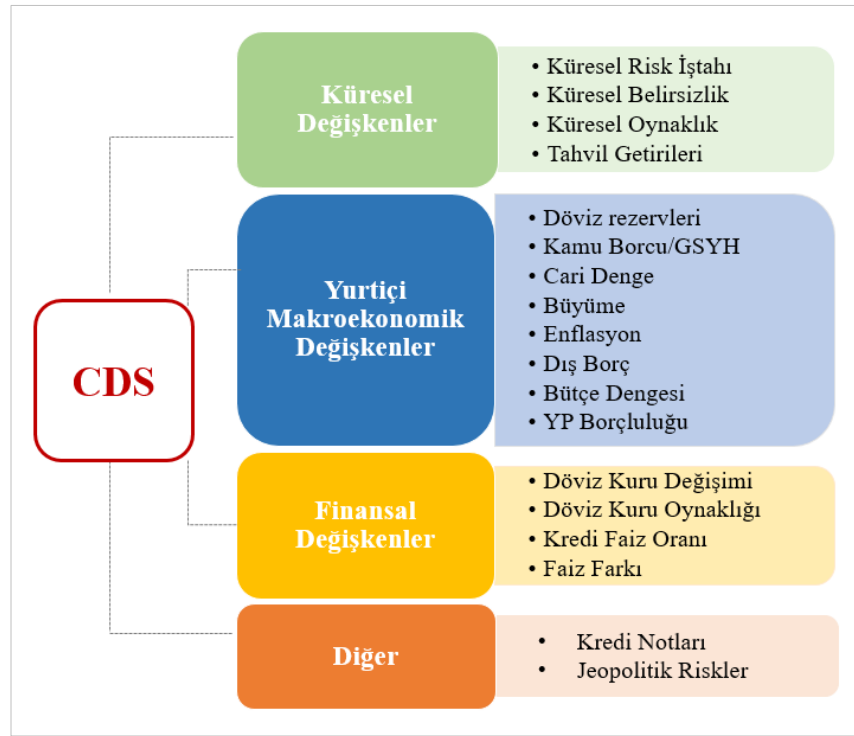 CDS
Küresel
Değişkenler
• Küresel Risk İştahı
• Küresel Belirsizlik
• Küresel Oynaklık
• Tahvil Getirileri
Yurtiçi
Makroekonomik
Değişkenler
• Döviz rezervleri
• Kamu Borcu/GSYH
• Cari Denge
• Büyüme
• Enflasyon
• Dış Borç
• Bütçe Dengesi
• YP Borçluluğu
Finansal
Değişkenler
• Döviz Kuru Değişimi
• Döviz Kuru Oynaklığı
• Kredi Faiz Oranı
• Faiz Farkı
Diğer
• Kredi Notları
• Jeopolitik Riskler